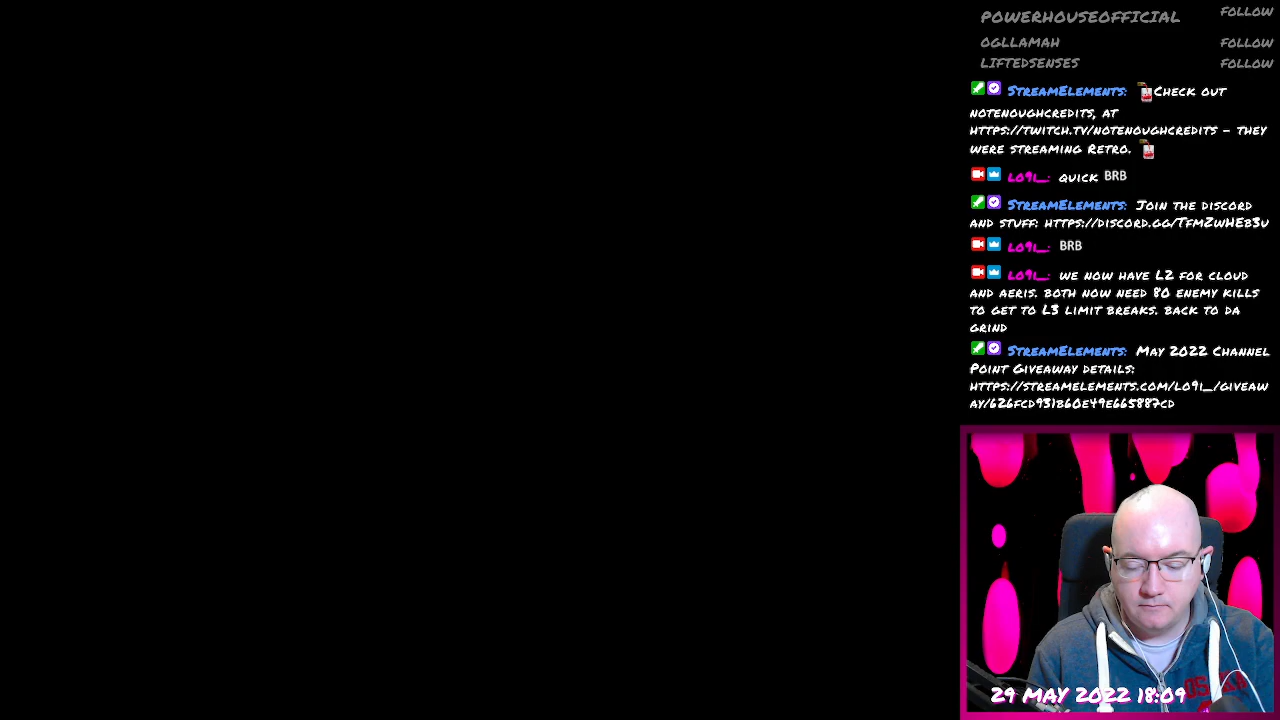 POWERHOUSEOFFICIAL FOLLOW
OGLLAMAH FOLLOW
LIFTEDSENSES FOLLOW
StreamElements: Check out
notenoughcredits, at
https://twitch.tv/notenoughcredits - they
were streaming Retro.
lo9i_: quick BRB
StreamElements: Join the discord
and stuff: https://discord.gg/TfmZwHEb3u
lo9i_: BRB
lo9i_: we now have L2 for cloud
and aeris. both now need 80 enemy kills
to get to L3 limit breaks. back to da
grind
StreamElements: May 2022 Channel
Point Giveaway details:
https://streamelements.com/lo9i_/giveaw
ay/626fcd931b60e49e665887cd
29 MAY 2022 18:09